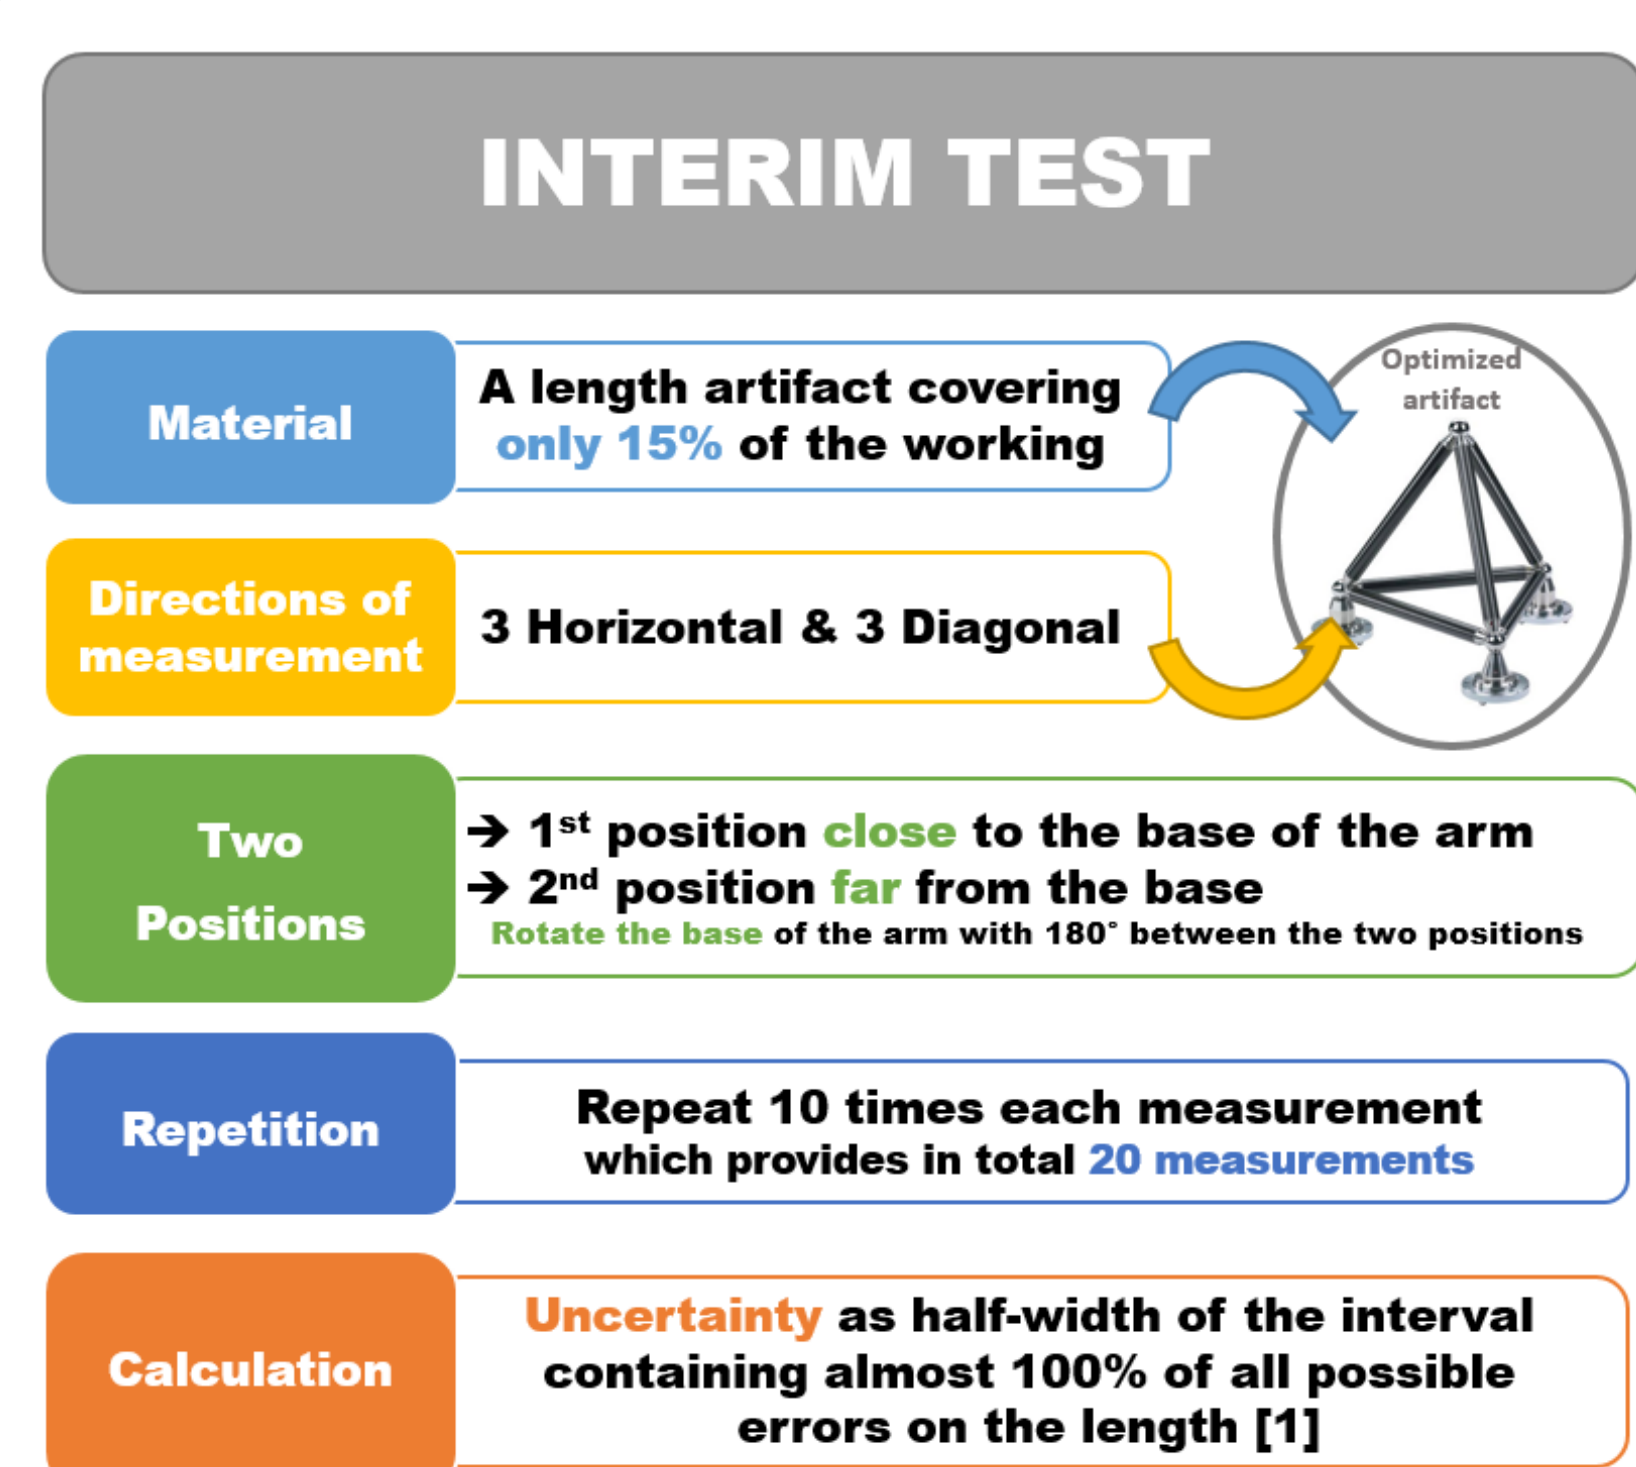 INTERIM TEST
Optimized
artifact
Material
A length artifact covering
only 15% of the working
Directions of
measurement
3 Horizontal & 3 Diagonal
Two
Positions
➔ 1st position close to the base of the arm
➔ 2nd position far from the base
Rotate the base of the arm with 180° between the two positions
Repetition
Repeat 10 times each measurement
which provides in total 20 measurements
Calculation
Uncertainty as half-width of the interval
containing almost 100% of all possible
errors on the length [1]